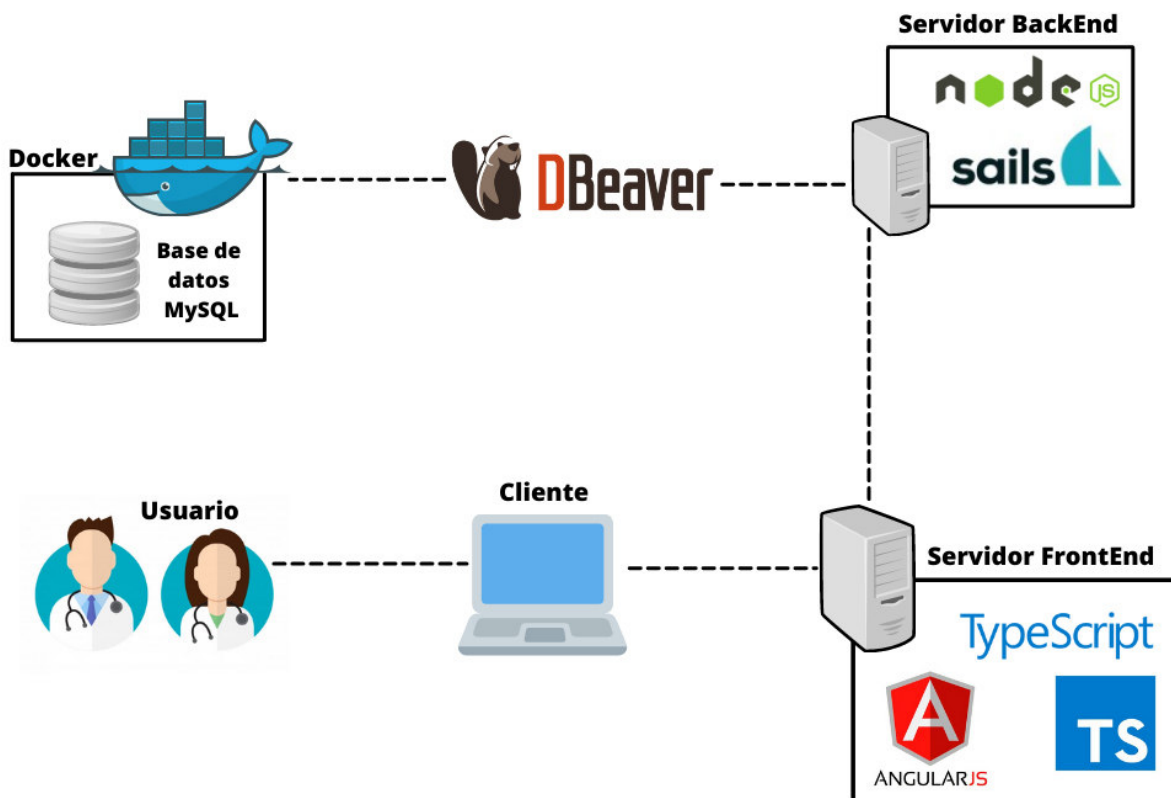 Servidor BackEnd
node
JS
sails
Docker
DBeaver
Base de
datos
MySQL
Usuario
Cliente
Servidor FrontEnd
TypeScript
A
TS
ANGULARJS